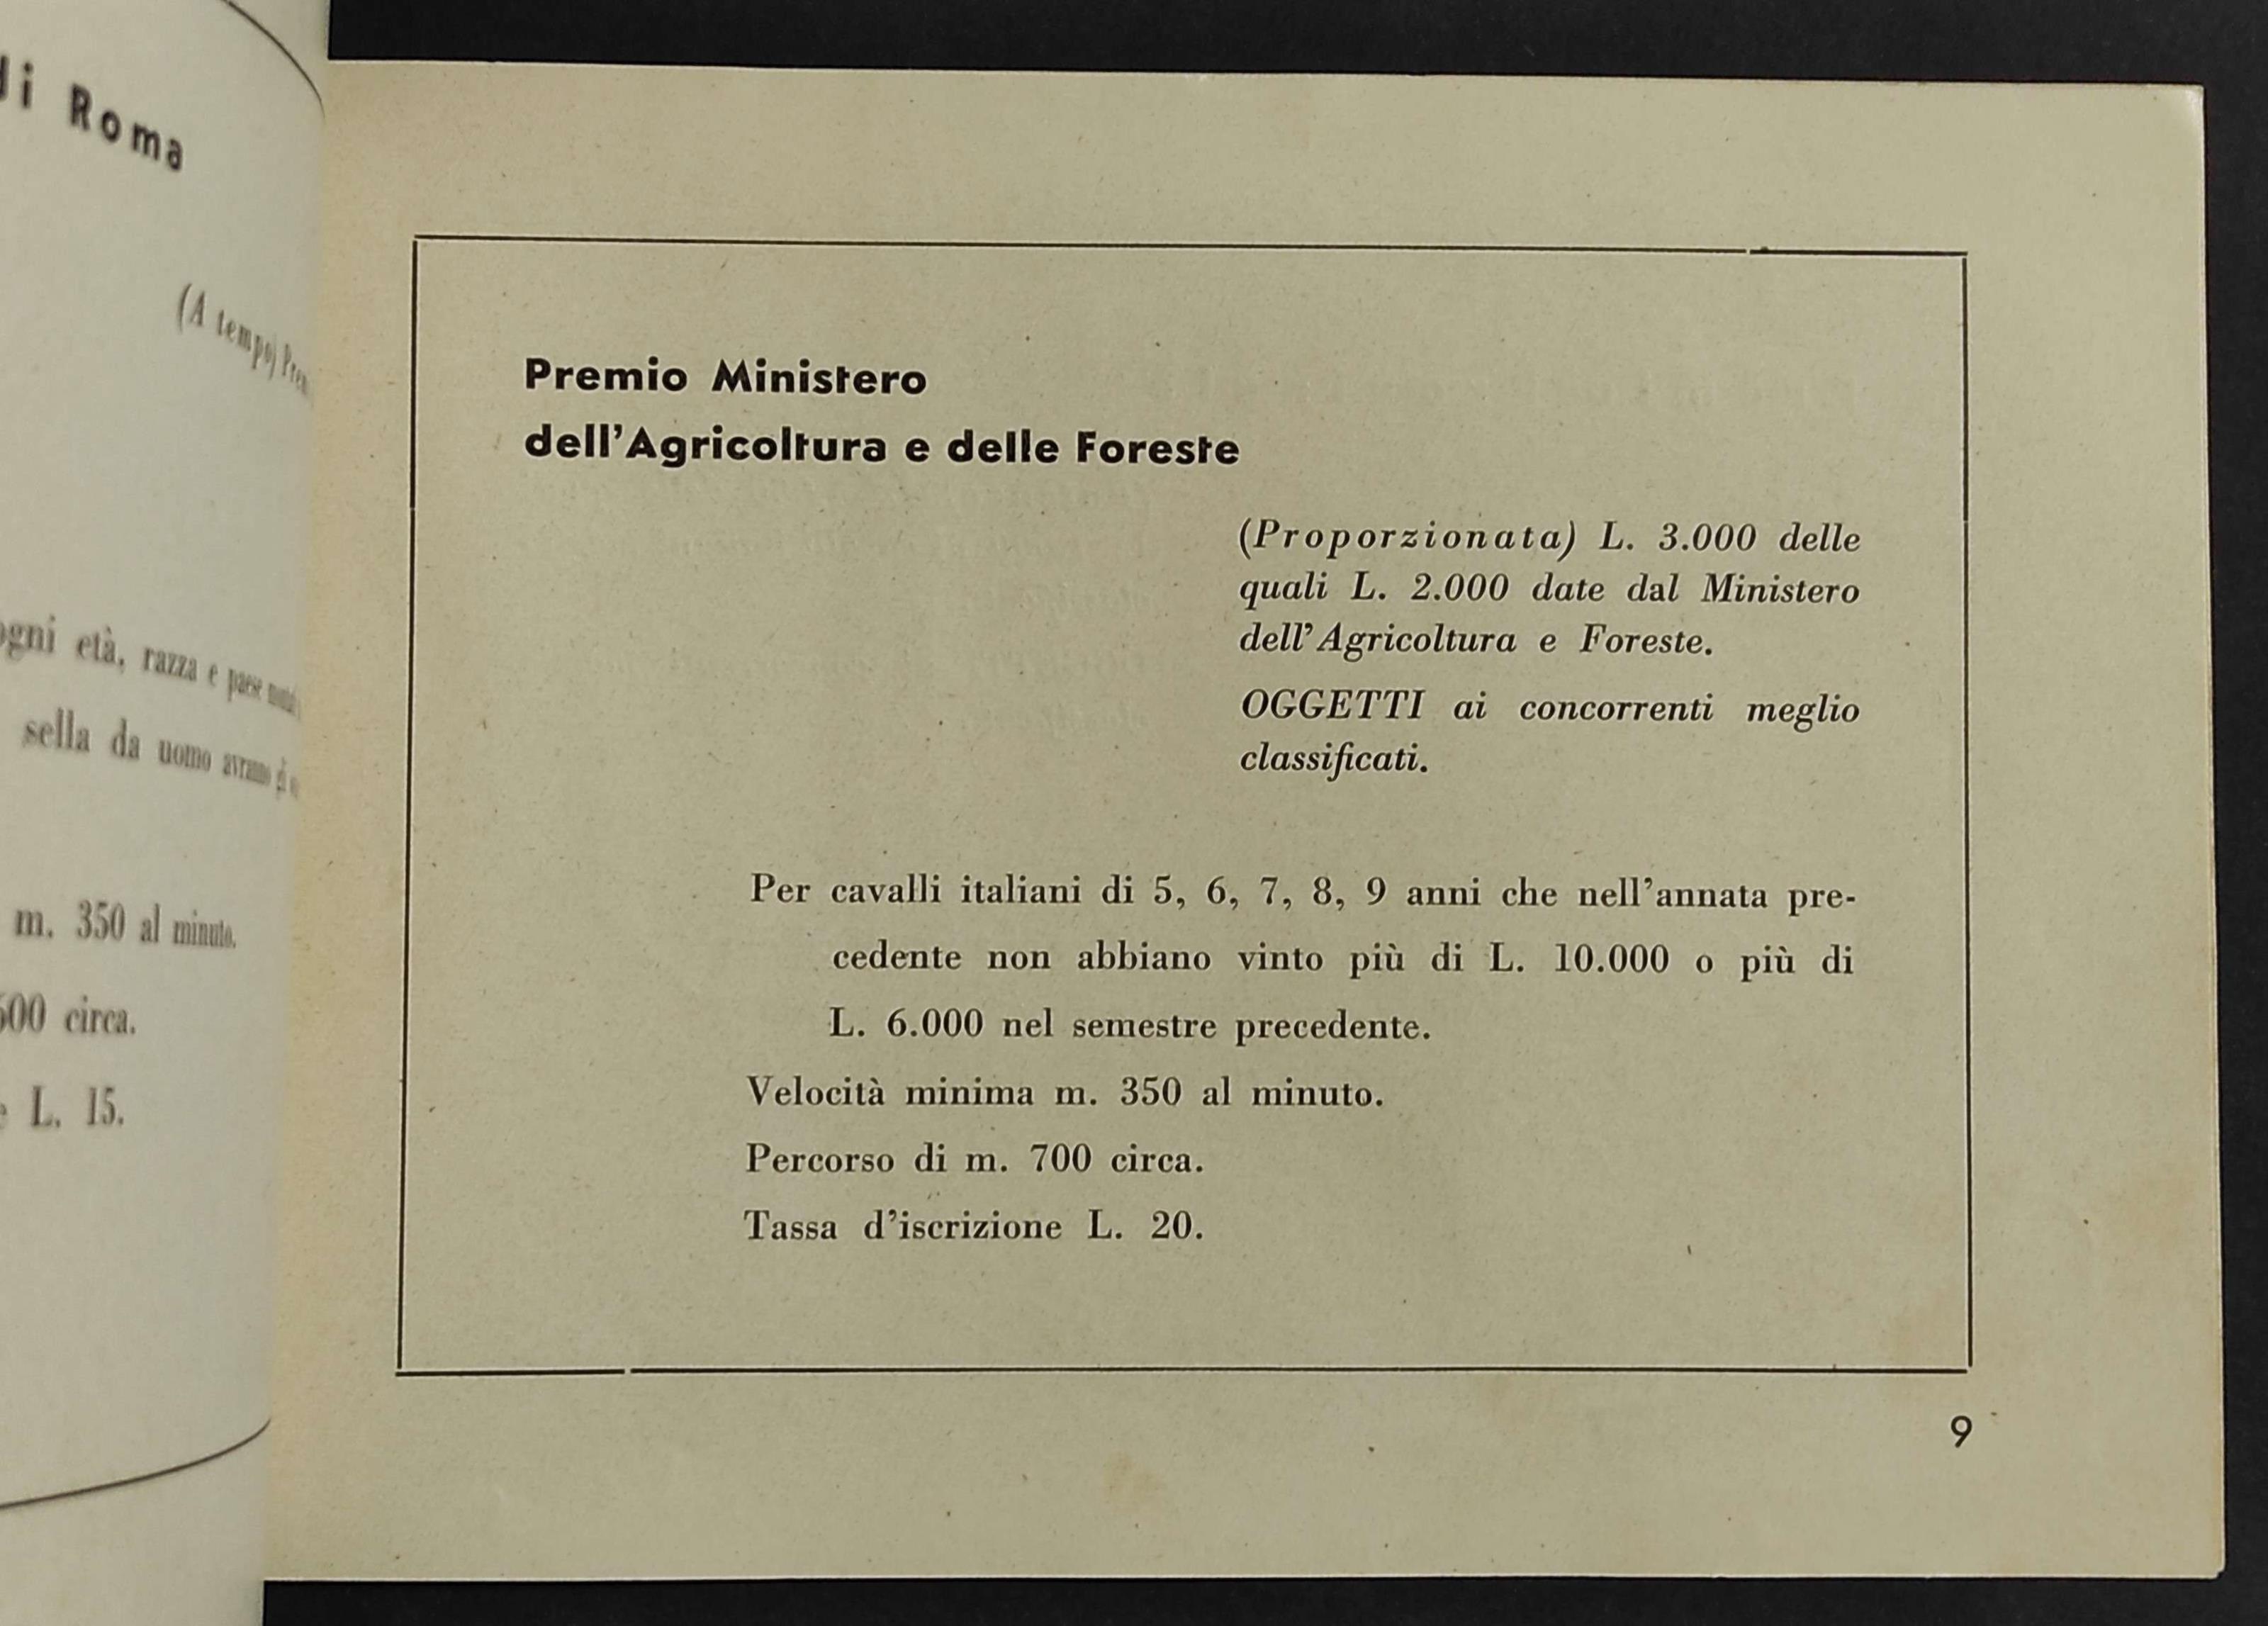 di Roma
(A tempo)
ogni età, razza e paese
sella da uomo avranno
m. 350 al minuto.
circa.
L. 15.
Premio Ministero
dell'Agricoltura e delle Foreste
(Proporzionata) L. 3.000 delle
quali L. 2.000 date dal Ministero
dell'Agricoltura e Foreste.
OGGETTI ai concorrenti meglio
classificati.
Per cavalli italiani di 5, 6, 7, 8, 9 anni che nell'annata pre-
cedente non abbiano vinto più di L. 10.000 o più di
L. 6.000 nel semestre precedente.
Velocità minima m. 350 al minuto.
Percorso di m. 700 circa.
Tassa d'iscrizione L. 20.
9